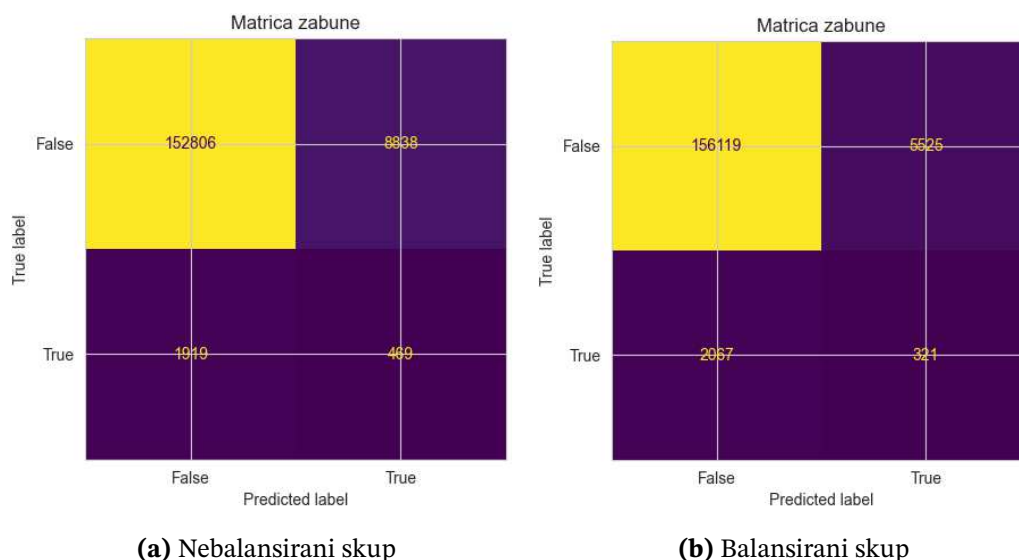 Matrica zabune
False
152806
8838
True label
True
1919
469
False
True
Predicted label
(a) Nebalansirani skup
Matrica zabune
False
156119
5525
True label
True
2067
321
False
True
Predicted label
(b) Balansirani skup